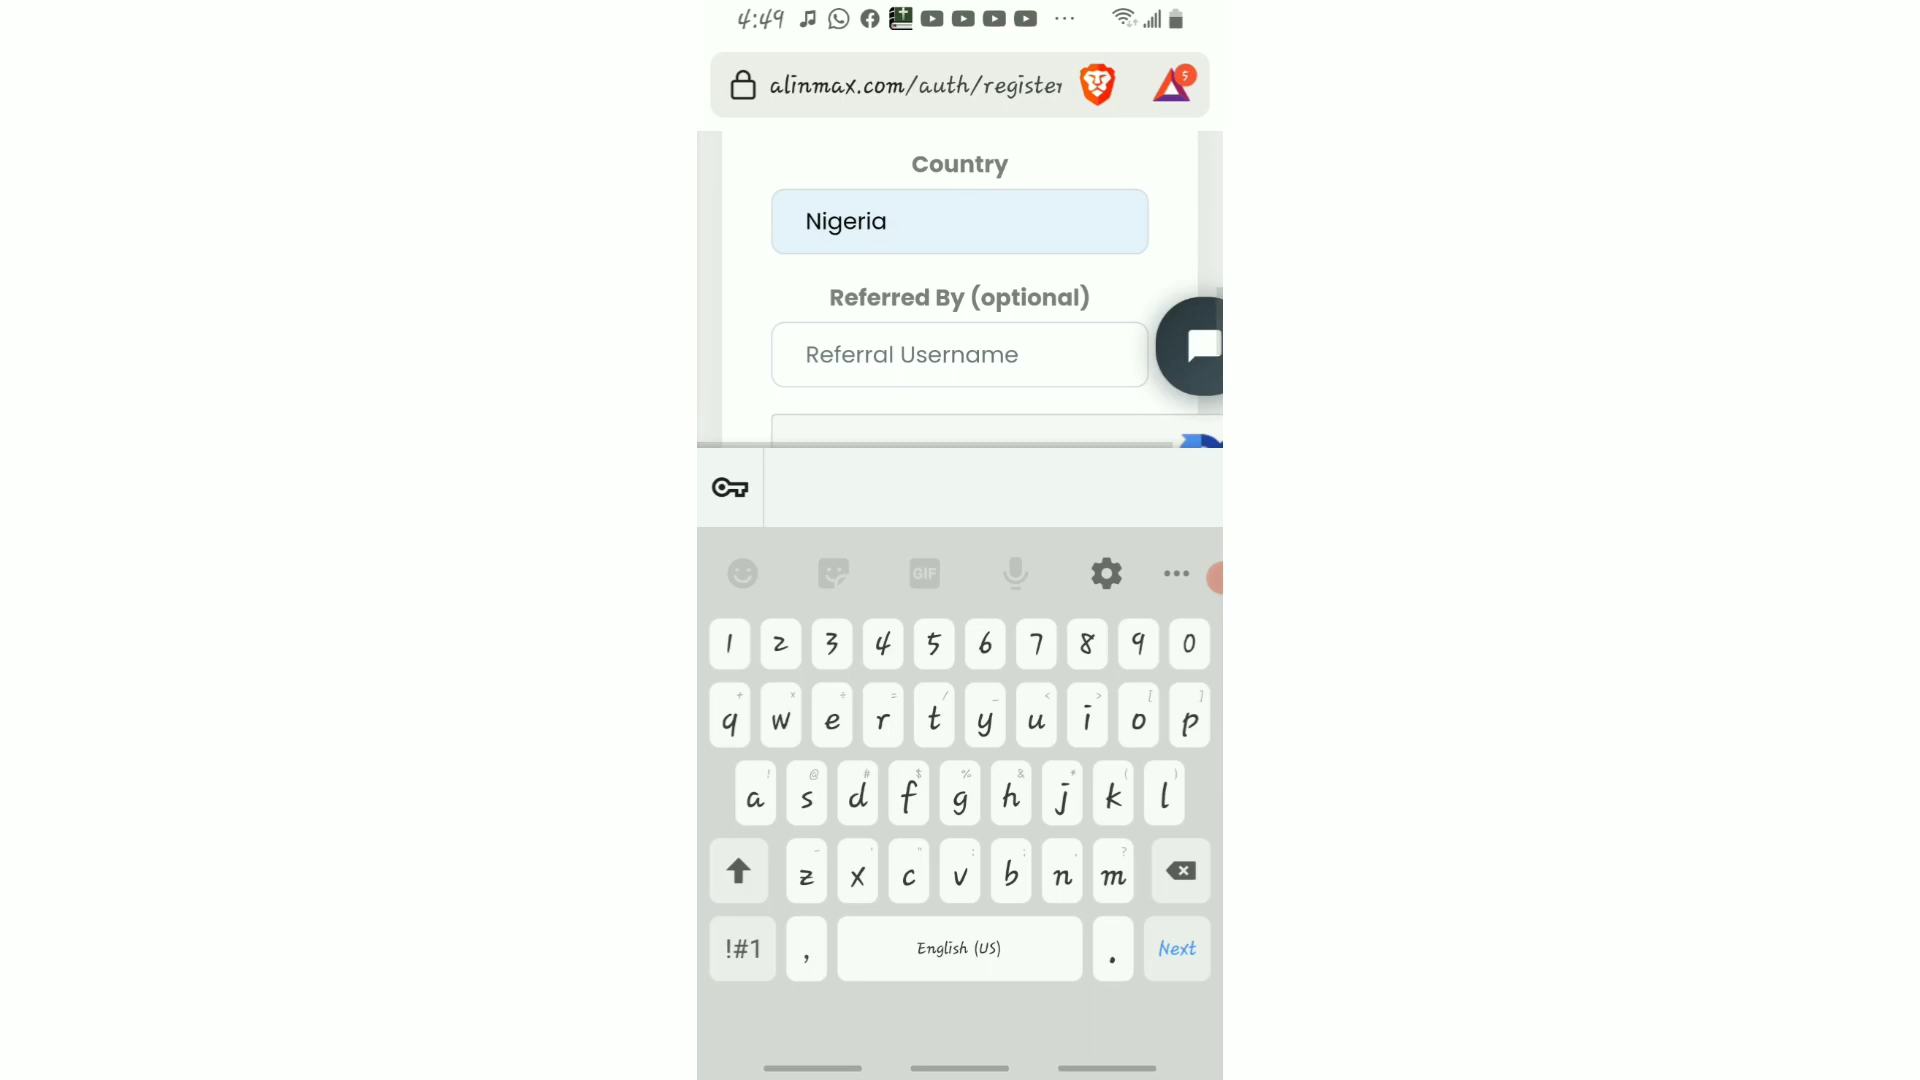 4:49
alinmax.com/auth/register
5
Country
Nigeria
Referred By (optional)
Referral Username
GIF
1 2 3 4 5 6 7 8 9 0
+ × ÷ = / _ < > [ ]
q w e r t y u i o p
! @ # $ % & * ( )
a s d f g h j k l
- ' " : ; , ?
z x c v b n m
!#1 , English (US) . Next